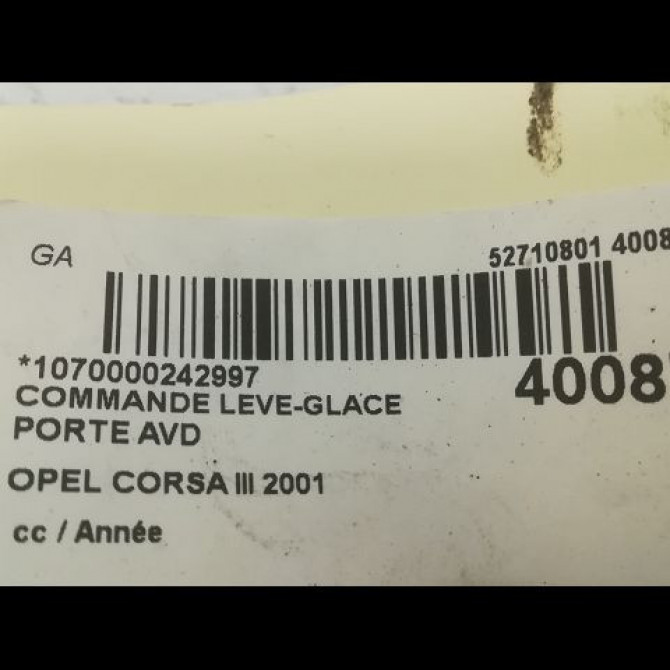 GA
52710801 4008
*1070000242997
4008
COMMANDE LEVE-GLACE
PORTE AVD
OPEL CORSA III 2001
cc / Année